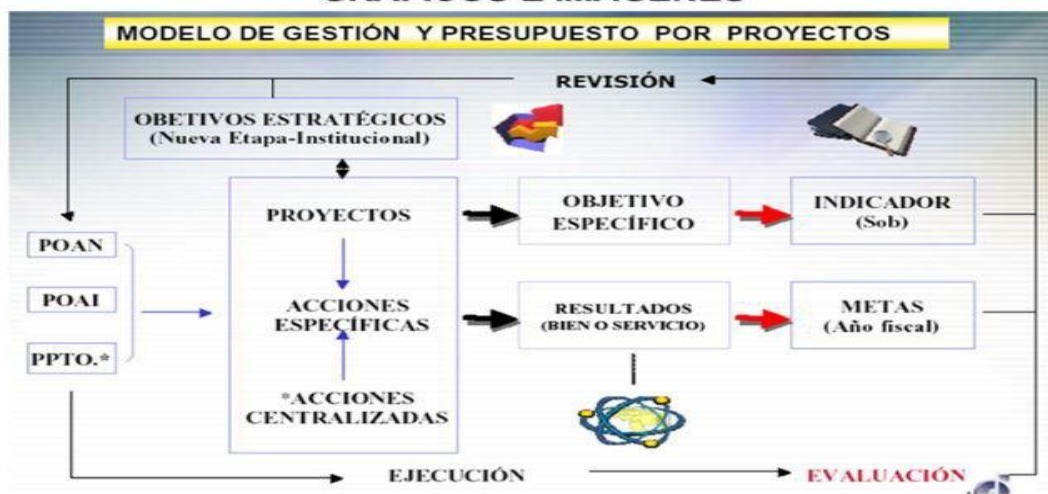 MODELO DE GESTIÓN Y PRESUPUESTO POR PROYECTOS
REVISIÓN
OBETIVOS ESTRATÉGICOS
(Nueva Etapa-Institucional)
PROYECTOS
OBJETIVO
ESPECÍFICO
INDICADOR
(Sob)
POAN
POAI
PPTO.*
ACCIONES
ESPECÍFICAS
RESULTADOS
(BIEN O SERVICIO)
METAS
(Año fiscal)
*ACCIONES
CENTRALIZADAS
EJECUCIÓN
EVALUACIÓN